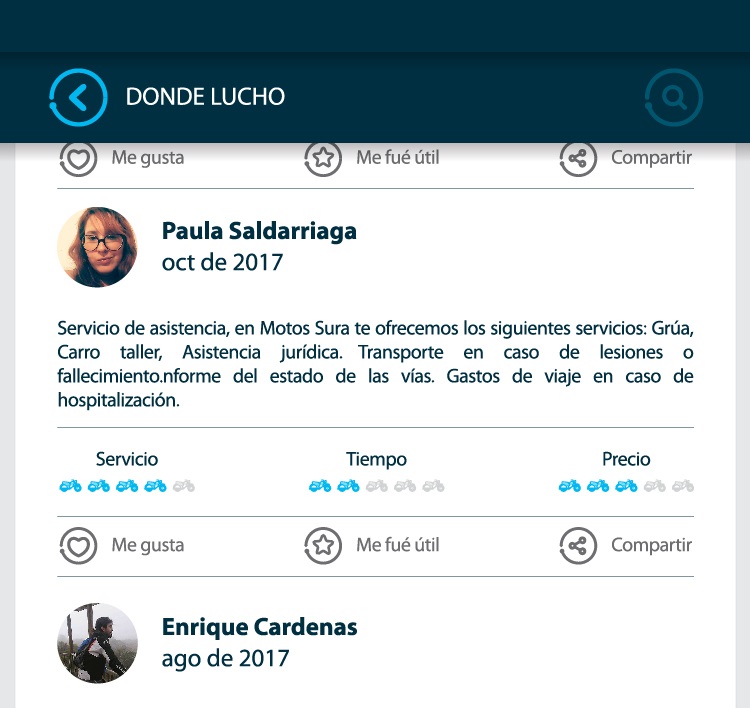 DONDE LUCHO
Me gusta Me fué útil Compartir
Paula Saldarriaga
oct de 2017
Servicio de asistencia, en Motos Sura te ofrecemos los siguientes servicios: Grúa,
Carro taller, Asistencia jurídica. Transporte en caso de lesiones o
fallecimiento.nforme del estado de las vías. Gastos de viaje en caso de
hospitalización.
Servicio Tiempo Precio
Me gusta Me fué útil Compartir
Enrique Cardenas
ago de 2017